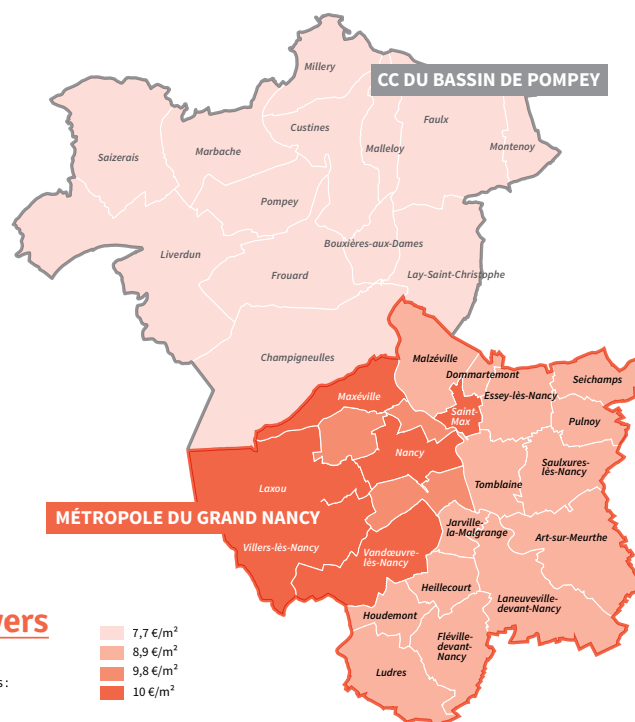 Millery
CC DU BASSIN DE POMPEY
Custines
Faulx
Saizerais
Marbache
Malleloy
Montenoy
Pompey
Bouxières-aux-Dames
Liverdun
Frouard
Lay-Saint-Christophe
Champigneulles
Malzéville
Dommartemont
Seichamps
Maxéville
Essey-lès-Nancy
Saint-
Max
Pulnoy
Nancy
Saulxures-
lès-Nancy
Laxou
Tomblaine
MÉTROPOLE DU GRAND NANCY
Jarville-
la-Malgrange
Art-sur-Meurthe
Villers-lès-Nancy
Vandœuvre-
lès-Nancy
Heillecourt
Laneuveville-
devant-Nancy
Houdemont
Fléville-
devant-
Nancy
Ludres
yers
7,7 €/m²
8,9 €/m²
9,8 €/m²
10 €/m²
s :